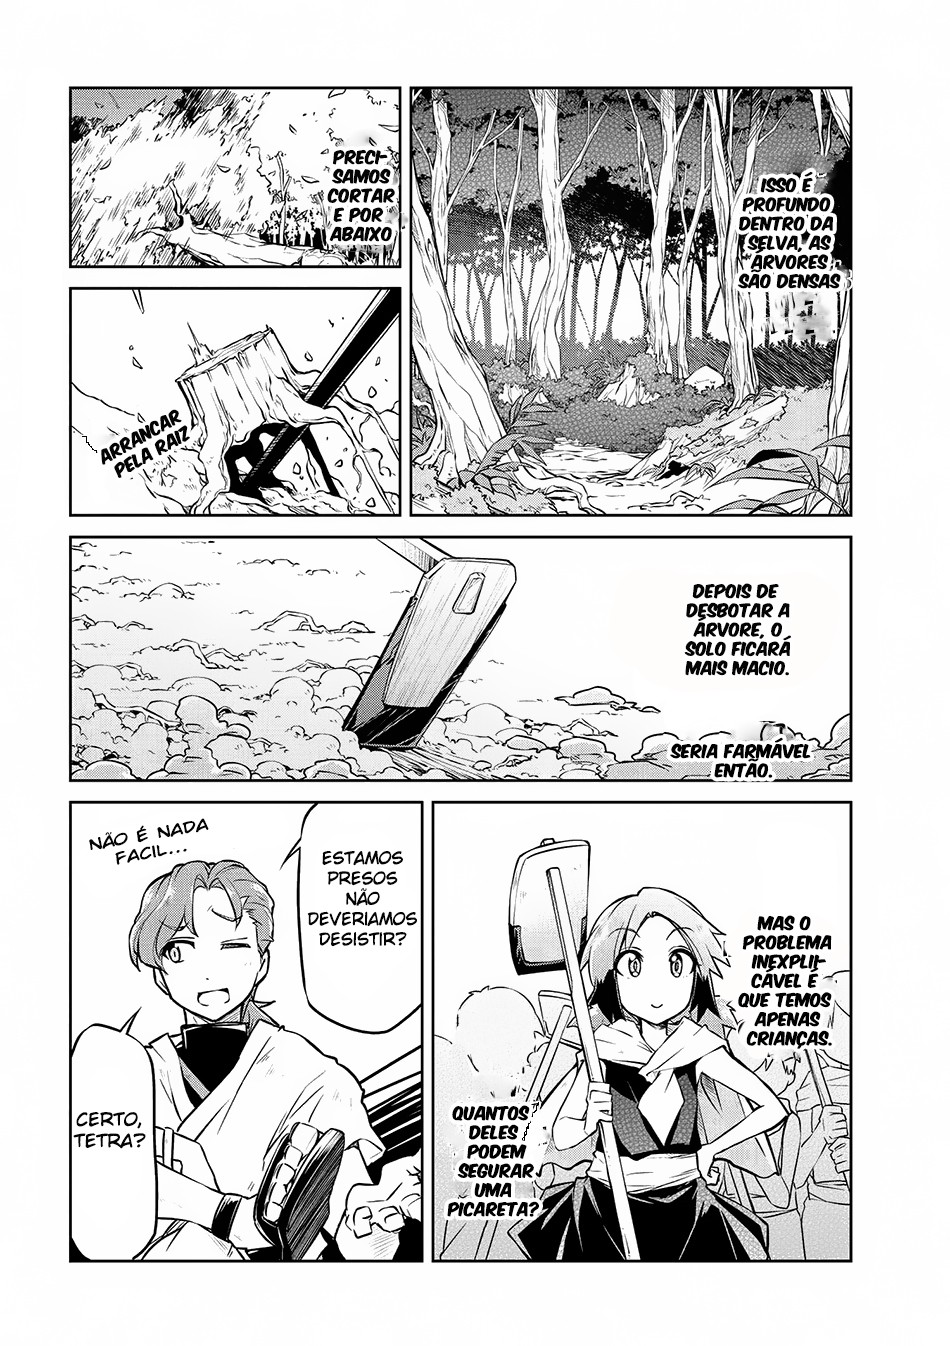 ISSO É
PROFUNDO
DENTRO DA
SELVA, AS
ÁRVORES
SÃO DENSAS
PRECI-
SAMOS
CORTAR
E POR
ABAIXO
ARRANCAR
PELA RAIZ
DEPOIS DE
DESBOTAR A
ÁRVORE, O
SOLO FICARÁ
MAIS MACIO.
SERIA FARMÁVEL
ENTÃO.
MAS O
PROBLEMA
INEXPLI-
CÁVEL É
QUE TEMOS
APENAS
CRIANÇAS.
QUANTOS
DELES
PODEM
SEGURAR
UMA
PICARETA?
ESTAMOS
PRESOS
NÃO
DEVERIAMOS
DESISTIR?
NÃO É NADA
FACIL...
CERTO,
TETRA?